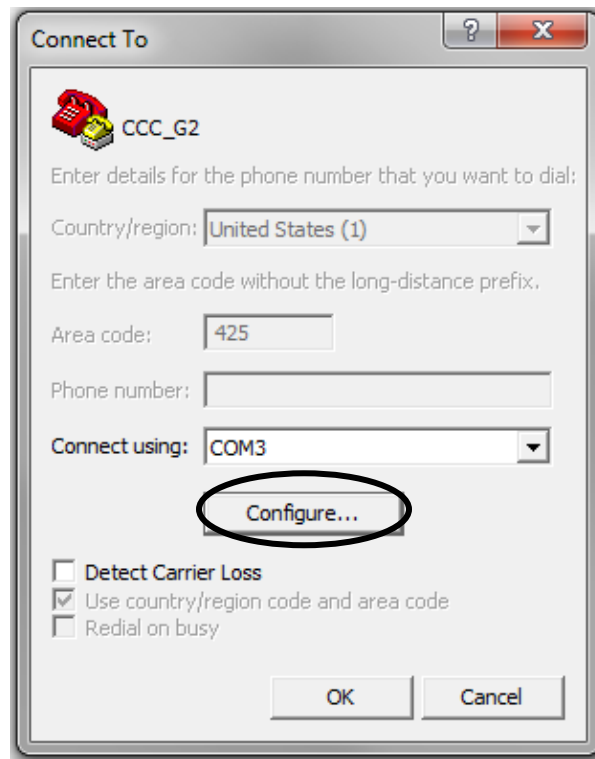 Connect To
?
X
CCC_G2
Enter details for the phone number that you want to dial:
Country/region: United States (1)
Enter the area code without the long-distance prefix.
Area code: 425
Phone number:
Connect using: COM3
Configure...
Detect Carrier Loss
Use country/region code and area code
Redial on busy
OK Cancel